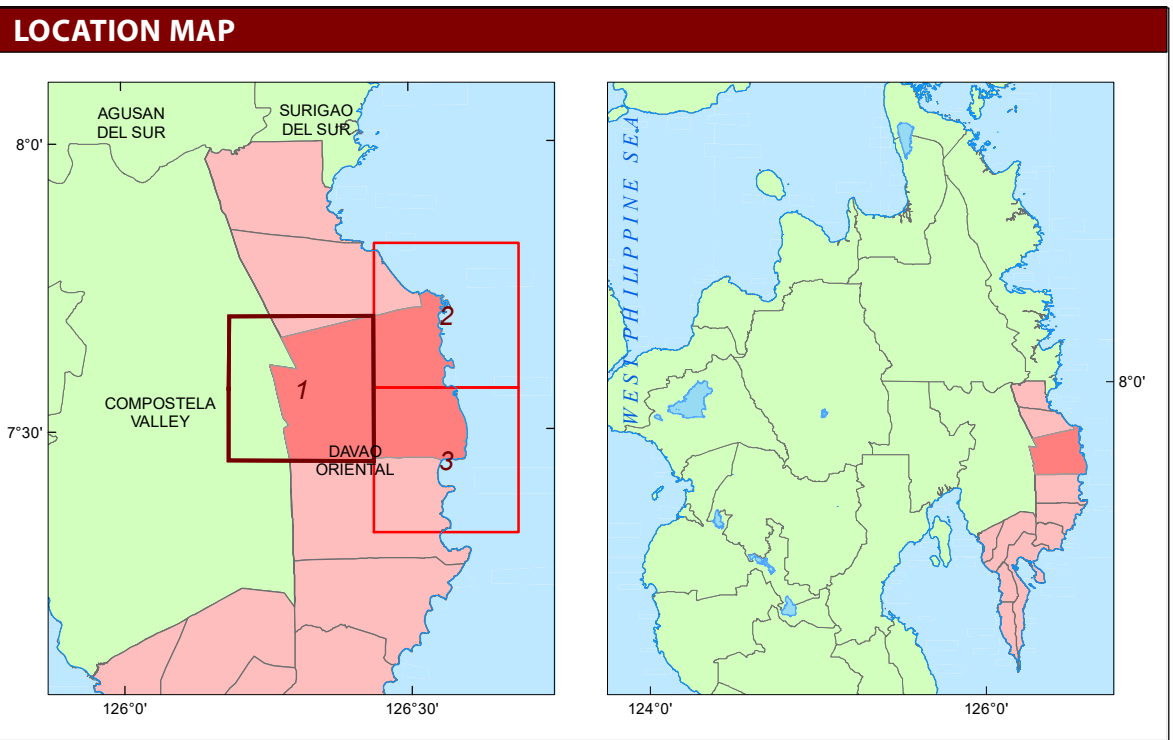 LOCATION MAP
AGUSAN
DEL SUR
SURIGAO
DEL SUR
8°0'
2
1
COMPOSTELA
VALLEY
7°30'
DAVAO
ORIENTAL
3
126°0'
126°30'
WEST PHILIPPINE SEA
8°0'
124°0'
126°0'